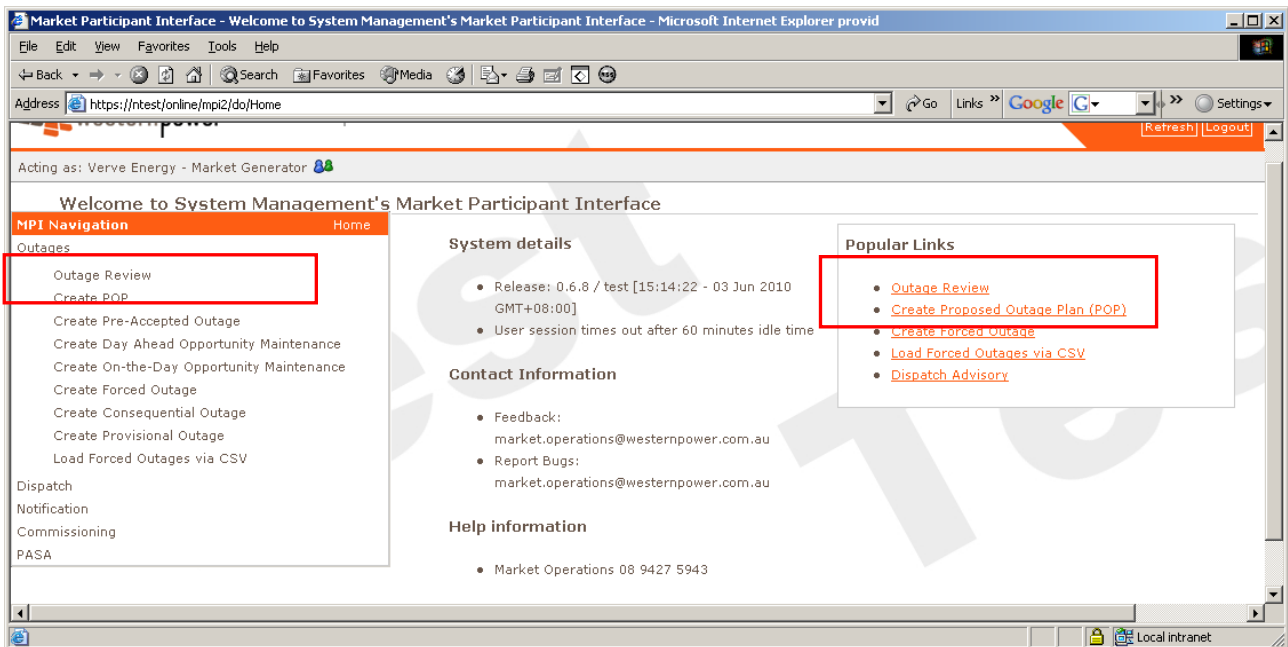 Market Participant Interface - Welcome to System Management's Market Participant Interface - Microsoft Internet Explorer provid
File Edit View Favorites Tools Help
Back Search Favorites Media
Address https://ntest/online/mpi2/do/Home Go Links » Google G » Settings
westernpower
Refresh Logout
Acting as: Verve Energy - Market Generator
Welcome to System Management's Market Participant Interface
MPI Navigation Home
Outages
Outage Review
Create POP
Create Pre-Accepted Outage
Create Day Ahead Opportunity Maintenance
Create On-the-Day Opportunity Maintenance
Create Forced Outage
Create Consequential Outage
Create Provisional Outage
Load Forced Outages via CSV
Dispatch
Notification
Commissioning
PASA
System details
Release: 0.6.8 / test [15:14:22 - 03 Jun 2010
GMT+08:00]
User session times out after 60 minutes idle time
Contact Information
Feedback:
market.operations@westernpower.com.au
Report Bugs:
market.operations@westernpower.com.au
Help information
Market Operations 08 9427 5943
Popular Links
Outage Review
Create Proposed Outage Plan (POP)
Create Forced Outage
Load Forced Outages via CSV
Dispatch Advisory
Local intranet